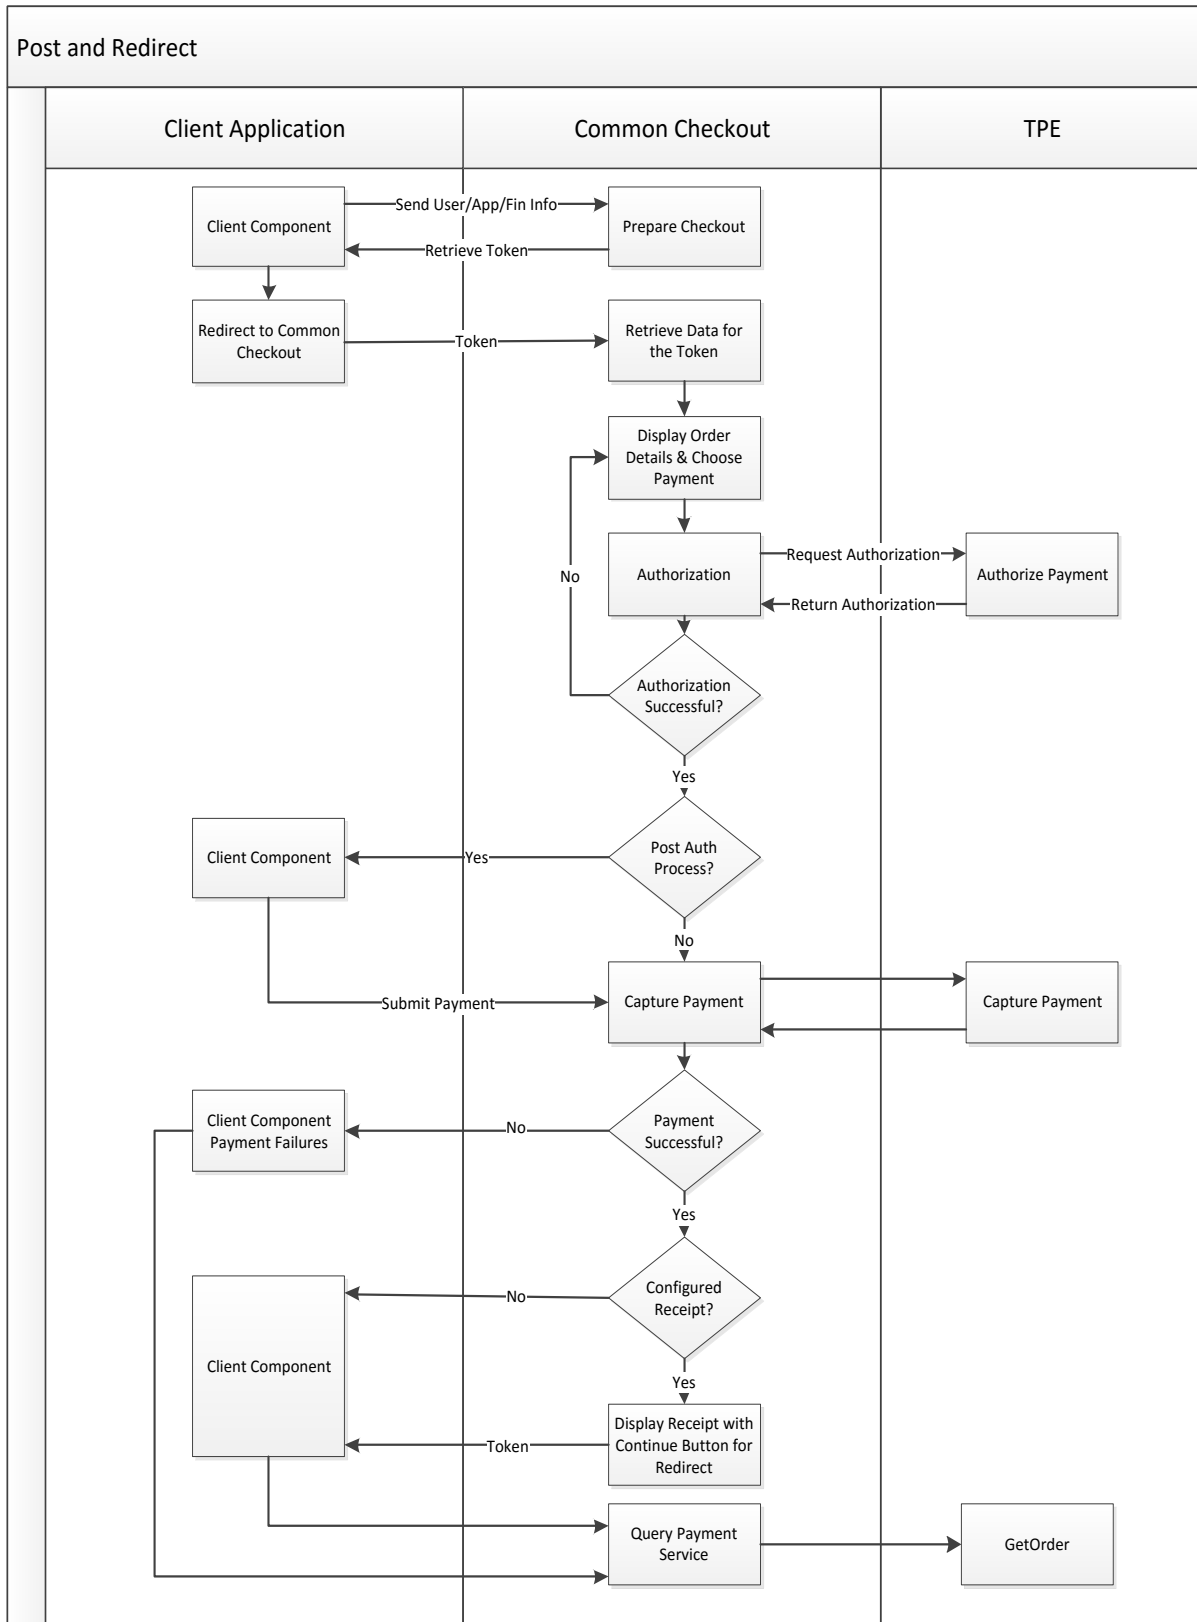 Post and Redirect
Client Application
Common Checkout
TPE
Client Component
Send User/App/Fin Info
Prepare Checkout
Retrieve Token
Redirect to Common
Checkout
Token
Retrieve Data for
the Token
Display Order
Details & Choose
Payment
Authorization
Request Authorization
Authorize Payment
Return Authorization
No
Authorization
Successful?
Yes
Post Auth
Process?
Yes
Client Component
No
Submit Payment
Capture Payment
Capture Payment
Payment
Successful?
No
Client Component
Payment Failures
Yes
Configured
Receipt?
No
Client Component
Yes
Display Receipt with
Continue Button for
Redirect
Token
Query Payment
Service
GetOrder